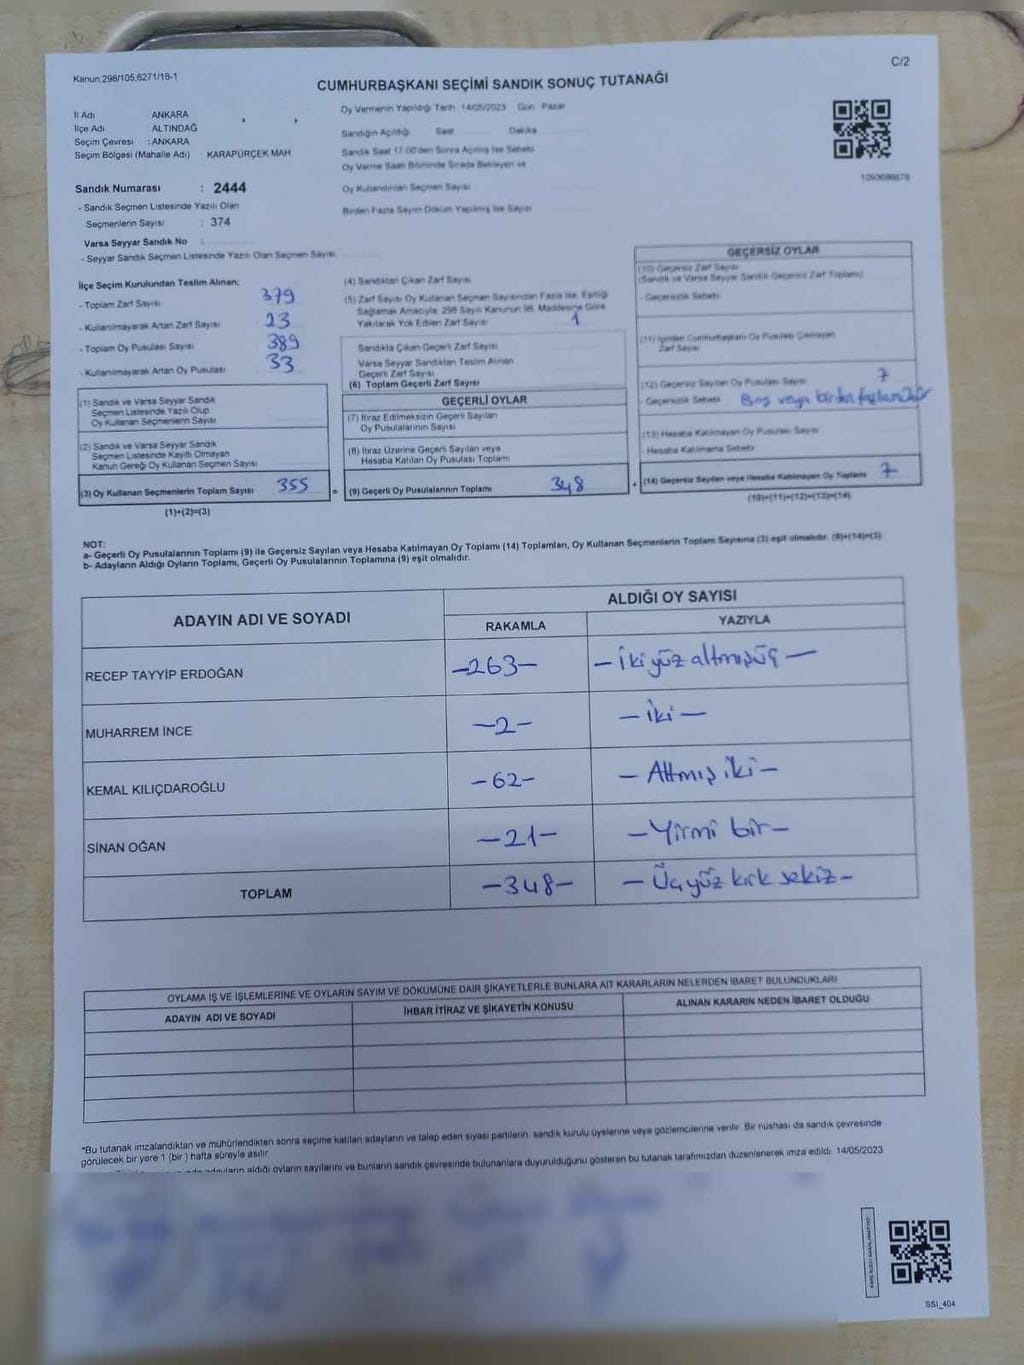 Kanun 298/105,6271/18-1
C/2
CUMHURBAŞKANI SEÇİMİ SANDIK SONUÇ TUTANAĞI
İl Adı ANKARA
İlçe Adı ALTINDAĞ
Seçim Çevresi : ANKARA
Seçim Bölgesi (Mahalle Adı) KARAPÜRÇEK MAH
Sandık Numarası : 2444
- Sandık Seçmen Listesinde Yazılı Olan
Seçmenlerin Sayısı : 374
Varsa Seyyar Sandık No :
- Seyyar Sandık Seçmen Listesinde Yazılı Olan Seçmen Sayısı
Oy Vermenin Yapıldığı Tarih : 14/05/2023 Gün : Pazar
Sandığın Açıldığı Saat Dakika
Sandık Saat 17.00'den Sonra Açılmış İse Sebebi
Oy Verme Saati Bitiminde Sırada Bekleyen ve
Oy Kullandırılan Seçmen Sayısı
Birden Fazla Sayım Döküm Yapılmış İse Sayısı
1093686678
İlçe Seçim Kurulundan Teslim Alınan;
- Toplam Zarf Sayısı 379
- Kullanılmayarak Artan Zarf Sayısı 23
- Toplam Oy Pusulası Sayısı 389
- Kullanılmayarak Artan Oy Pusulası 33
(1) Sandık ve Varsa Seyyar Sandık
Seçmen Listesinde Yazılı Olup
Oy Kullanan Seçmenlerin Sayısı
(2) Sandık ve Varsa Seyyar Sandık
Seçmen Listesinde Kayıtlı Olmayan
Kanun Gereği Oy Kullanan Seçmen Sayısı
(3) Oy Kullanan Seçmenlerin Toplam Sayısı 355
(1)+(2)=(3)
(4) Sandıktan Çıkan Zarf Sayısı
(5) Zarf Sayısı Oy Kullanan Seçmen Sayısından Fazla İse, Eşitliği
Sağlamak Amacıyla, 298 Sayılı Kanunun 98. Maddesine Göre
Yakılarak Yok Edilen Zarf Sayısı 1
Sandıkta Çıkan Geçerli Zarf Sayısı
Varsa Seyyar Sandıktan Teslim Alınan
Geçerli Zarf Sayısı
(6) Toplam Geçerli Zarf Sayısı
GEÇERLİ OYLAR
(7) İtiraz Edilmeksizin Geçerli Sayılan
Oy Pusulalarının Sayısı
(8) İtiraz Üzerine Geçerli Sayılan veya
Hesaba Katılan Oy Pusulası Toplamı
= (9) Geçerli Oy Pusulalarının Toplamı 348
GEÇERSİZ OYLAR
(10) Geçersiz Zarf Sayısı
(Sandık ve Varsa Seyyar Sandık Geçersiz Zarf Toplamı)
- Geçersizlik Sebebi
(11) İçinden Cumhurbaşkanı Oy Pusulası Çıkmayan
Zarf Sayısı
(12) Geçersiz Sayılan Oy Pusulası Sayısı 7
- Geçersizlik Sebebi Boş veya birden fazla mühür
(13) Hesaba Katılmayan Oy Pusulası Sayısı
- Hesaba Katılmama Sebebi
+ (14) Geçersiz Sayılan veya Hesaba Katılmayan Oy Toplamı 7
(10)+(11)+(12)+(13)=(14)
NOT:
a- Geçerli Oy Pusulalarının Toplamı (9) ile Geçersiz Sayılan veya Hesaba Katılmayan Oy Toplamı (14) Toplamları, Oy Kullanan Seçmenlerin Toplam Sayısına (3) eşit olmalıdır. (9)+(14)=(3)
b- Adayların Aldığı Oyların Toplamı, Geçerli Oy Pusulalarının Toplamına (9) eşit olmalıdır.
ADAYIN ADI VE SOYADI
ALDIĞI OY SAYISI
RAKAMLA YAZIYLA
RECEP TAYYİP ERDOĞAN -263- -İki yüz altmışüç-
MUHARREM İNCE -2- -iki-
KEMAL KILIÇDAROĞLU -62- -Altmış iki-
SİNAN OĞAN -21- -Yirmi bir-
TOPLAM -348- -Üçyüz kırk sekiz-
OYLAMA İŞ VE İŞLEMLERİNE VE OYLARIN SAYIM VE DÖKÜMÜNE DAİR ŞİKAYETLERLE BUNLARA AİT KARARLARIN NELERDEN İBARET BULUNDUKLARI
ADAYIN ADI VE SOYADI İHBAR İTİRAZ VE ŞİKAYETİN KONUSU ALINAN KARARIN NEDEN İBARET OLDUĞU
*Bu tutanak imzalandıktan ve mühürlendikten sonra seçime katılan adayların ve talep eden siyasi partilerin, sandık kurulu üyelerine veya gözlemcilerine verilir. Bir nüshası da sandık çevresinde
görülecek bir yere 1 (bir) hafta süreyle asılır.
adayların aldığı oyların sayılarını ve bunların sandık çevresinde bulunanlara duyurulduğunu gösteren bu tutanak tarafımızdan düzenlenerek imza edildi. 14/05/2023
SSI_404